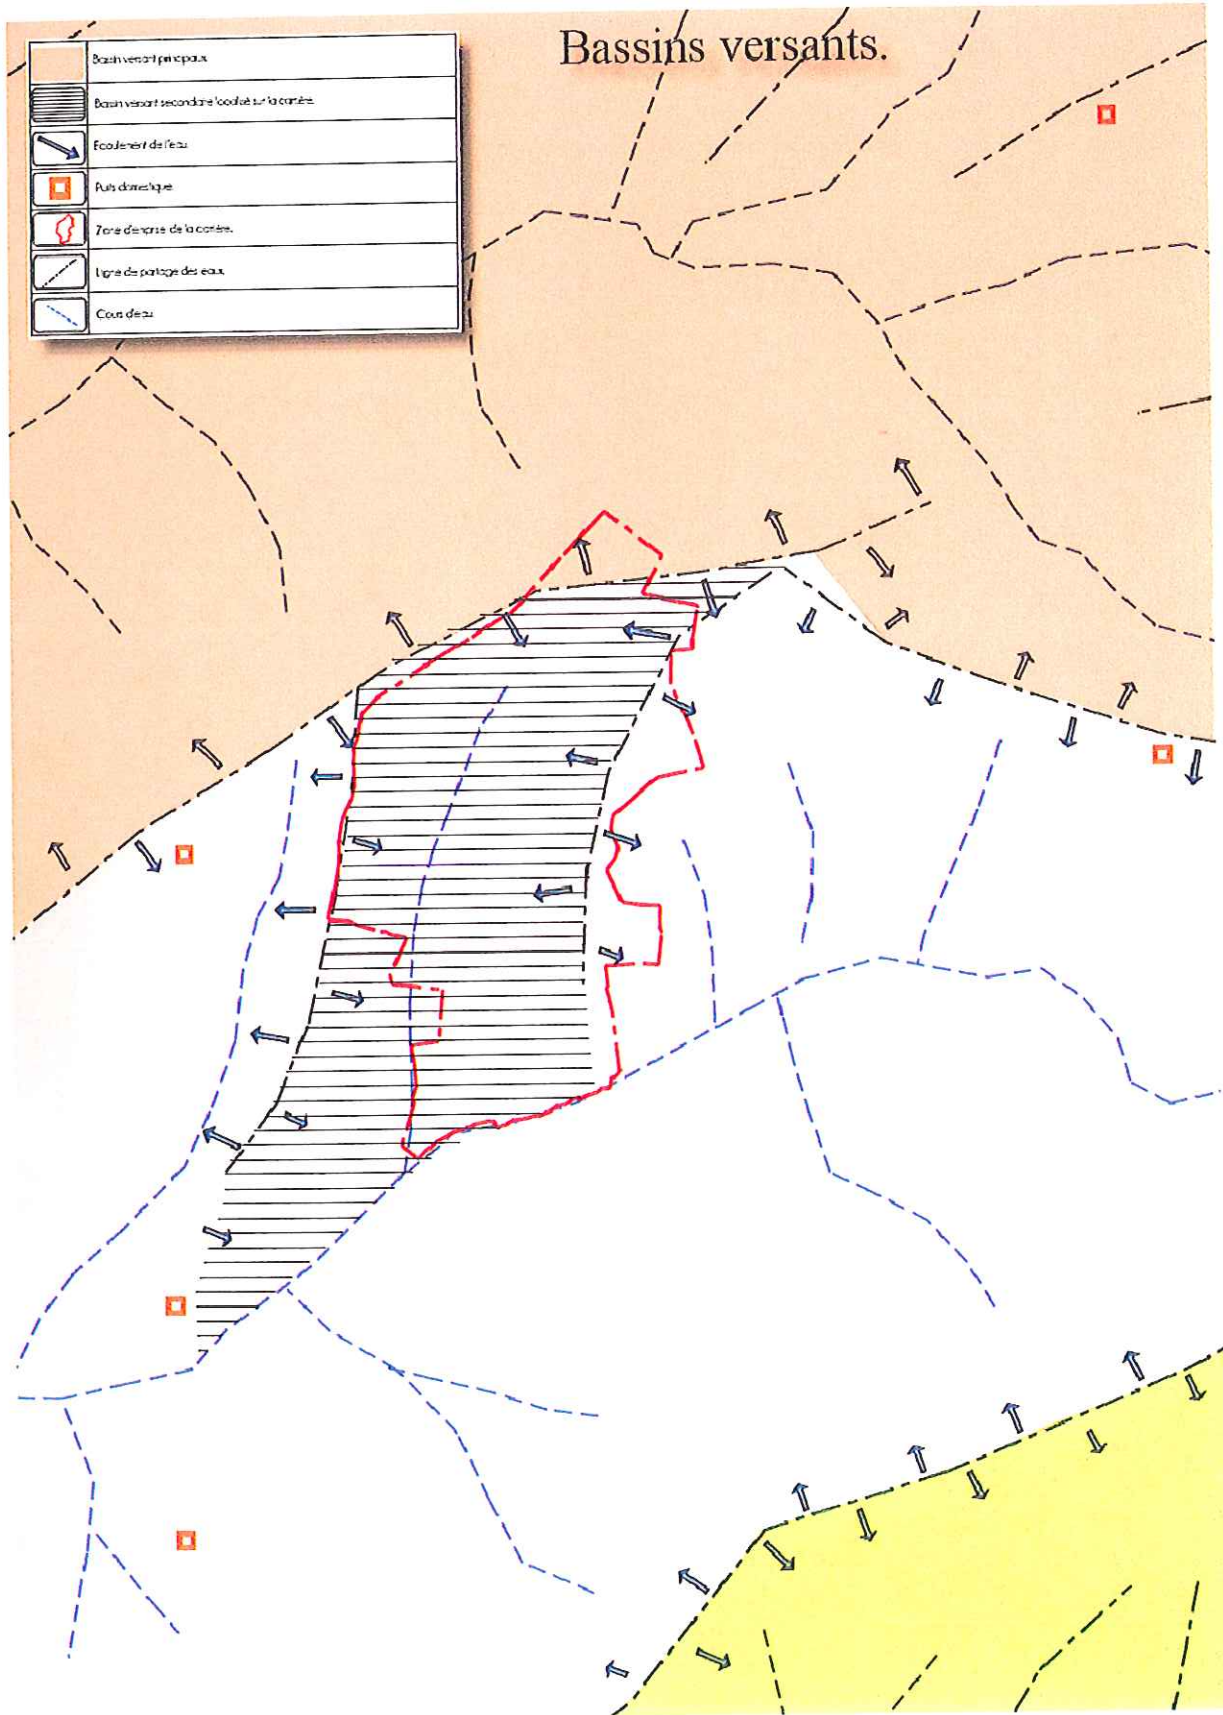 Bassins versants.
Bassin versant principaux
Bassin versant secondaire localisé sur la carrière.
Ecoulement de l'eau
Puits domestique
Zone d'emprise de la carrière.
Ligne de partage des eaux
Cours d'eau